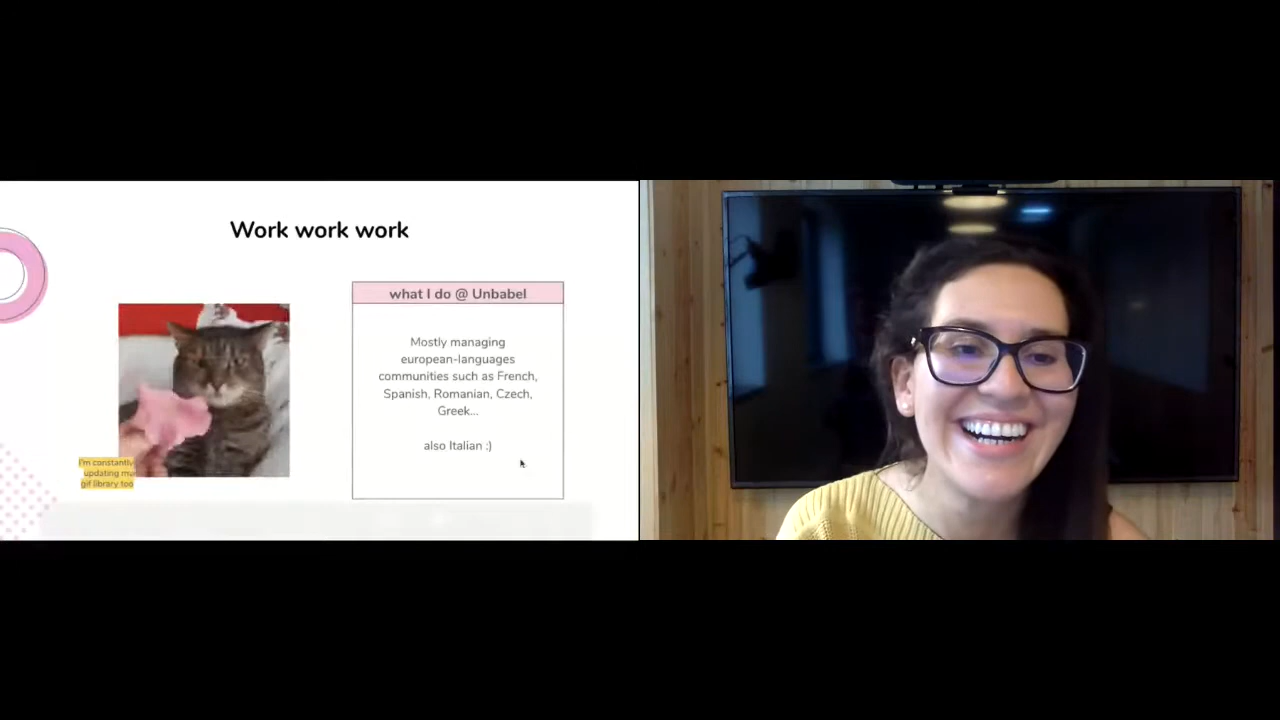 Work work work
what I do @ Unbabel
Mostly managing
european-languages
communities such as French,
Spanish, Romanian, Czech,
Greek...
also Italian :)
I'm constantly
updating my
gif library too